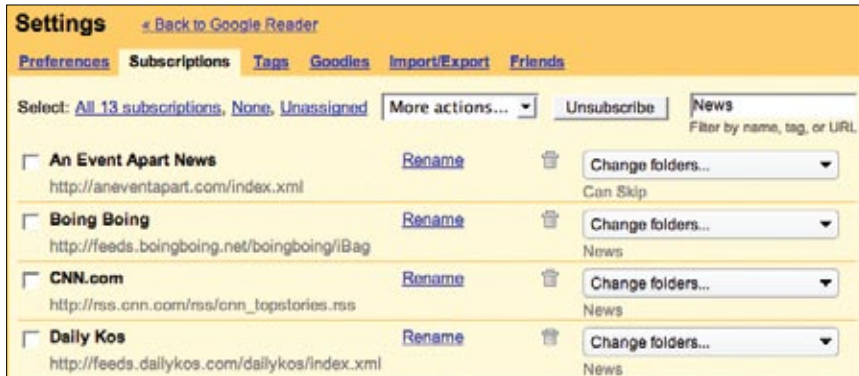 Settings « Back to Google Reader
Preferences Subscriptions Tags Goodies Import/Export Friends
Select: All 13 subscriptions, None, Unassigned More actions... Unsubscribe News
Filter by name, tag, or URL
An Event Apart News Rename Change folders...
http://aneventapart.com/index.xml Can Skip
Boing Boing Rename Change folders...
http://feeds.boingboing.net/boingboing/iBag News
CNN.com Rename Change folders...
http://rss.cnn.com/rss/cnn_topstories.rss News
Daily Kos Rename Change folders...
http://feeds.dailykos.com/dailykos/index.xml News